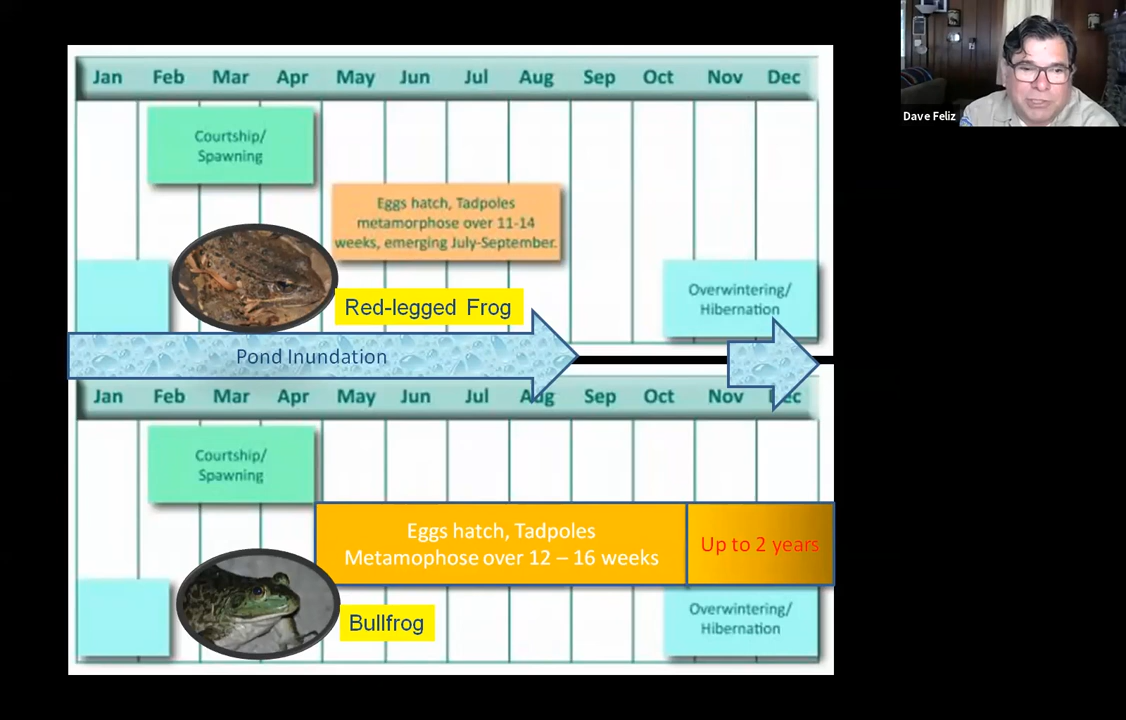 Jan Feb Mar Apr May Jun Jul Aug Sep Oct Nov Dec
Courtship/
Spawning
Eggs hatch, Tadpoles
metamorphose over 11-14
weeks, emerging July-September.
Overwintering/
Hibernation
Red-legged Frog
Pond Inundation
Jan Feb Mar Apr May Jun Jul Aug Sep Oct Nov Dec
Courtship/
Spawning
Eggs hatch, Tadpoles
Metamophose over 12 – 16 weeks
Up to 2 years
Overwintering/
Hibernation
Bullfrog
Dave Feliz